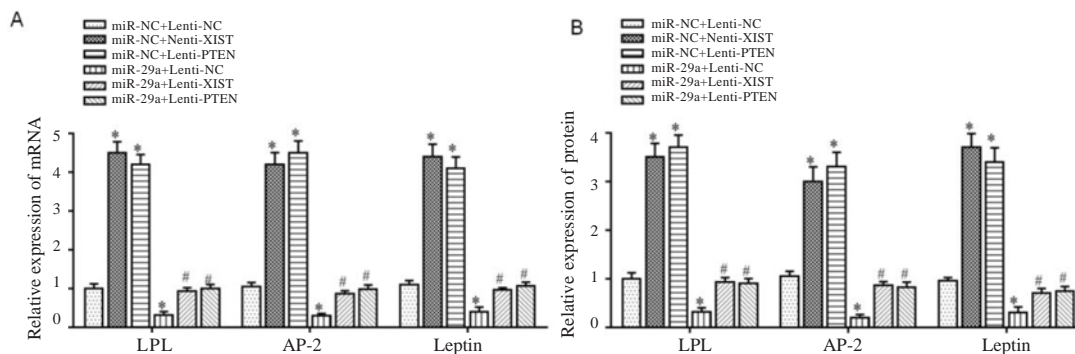 A
miR-NC+Lenti-NC
miR-NC+Nenti-XIST
miR-NC+Lenti-PTEN
miR-29a+Lenti-NC
miR-29a+Lenti-XIST
miR-29a+Lenti-PTEN
Relative expression of mRNA
5
4
3
2
1
0
* * * # #
* * * # #
* * * # #
LPL AP-2 Leptin
B
miR-NC+Lenti-NC
miR-NC+Nenti-XIST
miR-NC+Lenti-PTEN
miR-29a+Lenti-NC
miR-29a+Lenti-XIST
miR-29a+Lenti-PTEN
Relative expression of protein
4
3
2
1
0
* * * # #
* * * # #
* * * # #
LPL AP-2 Leptin